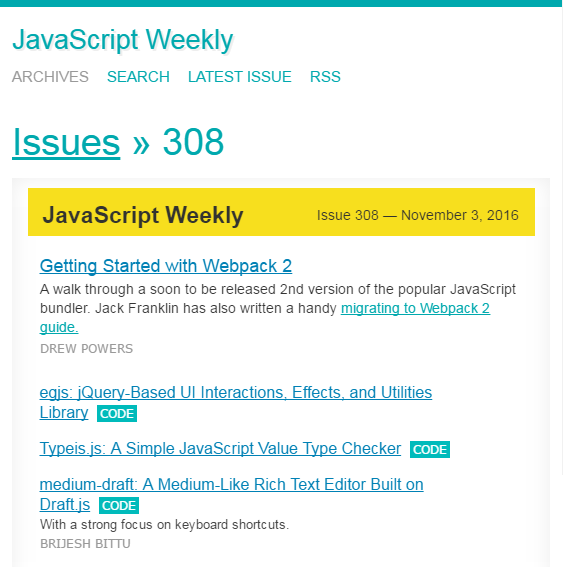 JavaScript Weekly
ARCHIVES SEARCH LATEST ISSUE RSS
Issues » 308
JavaScript Weekly Issue 308 — November 3, 2016
Getting Started with Webpack 2
A walk through a soon to be released 2nd version of the popular JavaScript
bundler. Jack Franklin has also written a handy migrating to Webpack 2
guide.
DREW POWERS
egjs: jQuery-Based UI Interactions, Effects, and Utilities
Library CODE
Typeis.js: A Simple JavaScript Value Type Checker CODE
medium-draft: A Medium-Like Rich Text Editor Built on
Draft.js CODE
With a strong focus on keyboard shortcuts.
BRIJESH BITTU